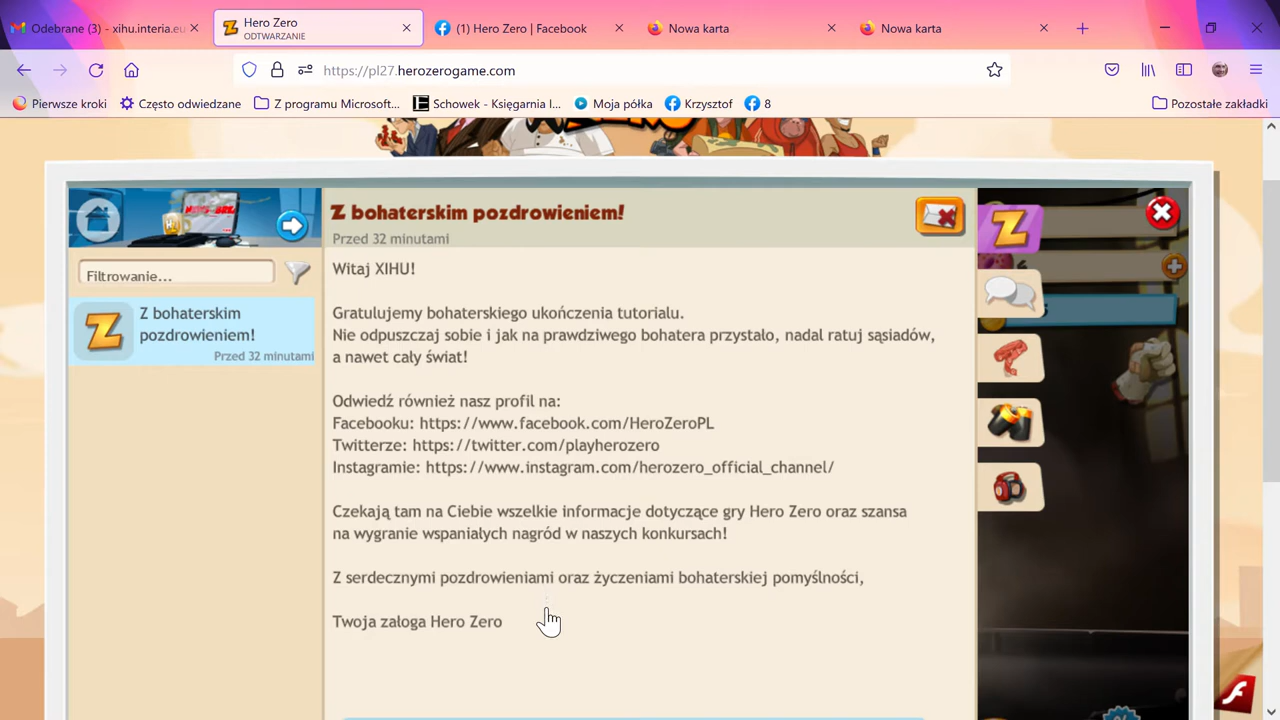 Odebrane (3) - xihu.interia.eu
Hero Zero
ODTWARZANIE
(1) Hero Zero | Facebook
Nowa karta
Nowa karta
https://pl27.herozerogame.com
Pierwsze kroki
Często odwiedzane
Z programu Microsoft...
Schowek - Księgarnia I...
Moja półka
Krzysztof
8
Pozostałe zakładki
Z bohaterskim pozdrowieniem!
Przed 32 minutami
Filtrowanie...
Z bohaterskim
pozdrowieniem!
Przed 32 minutami
Witaj XIHU!
Gratulujemy bohaterskiego ukończenia tutorialu.
Nie odpuszczaj sobie i jak na prawdziwego bohatera przystało, nadal ratuj sąsiadów,
a nawet cały świat!
Odwiedź również nasz profil na:
Facebooku: https://www.facebook.com/HeroZeroPL
Twitterze: https://twitter.com/playherozero
Instagramie: https://www.instagram.com/herozero_official_channel/
Czekają tam na Ciebie wszelkie informacje dotyczące gry Hero Zero oraz szansa
na wygranie wspaniałych nagród w naszych konkursach!
Z serdecznymi pozdrowieniami oraz życzeniami bohaterskiej pomyślności,
Twoja załoga Hero Zero